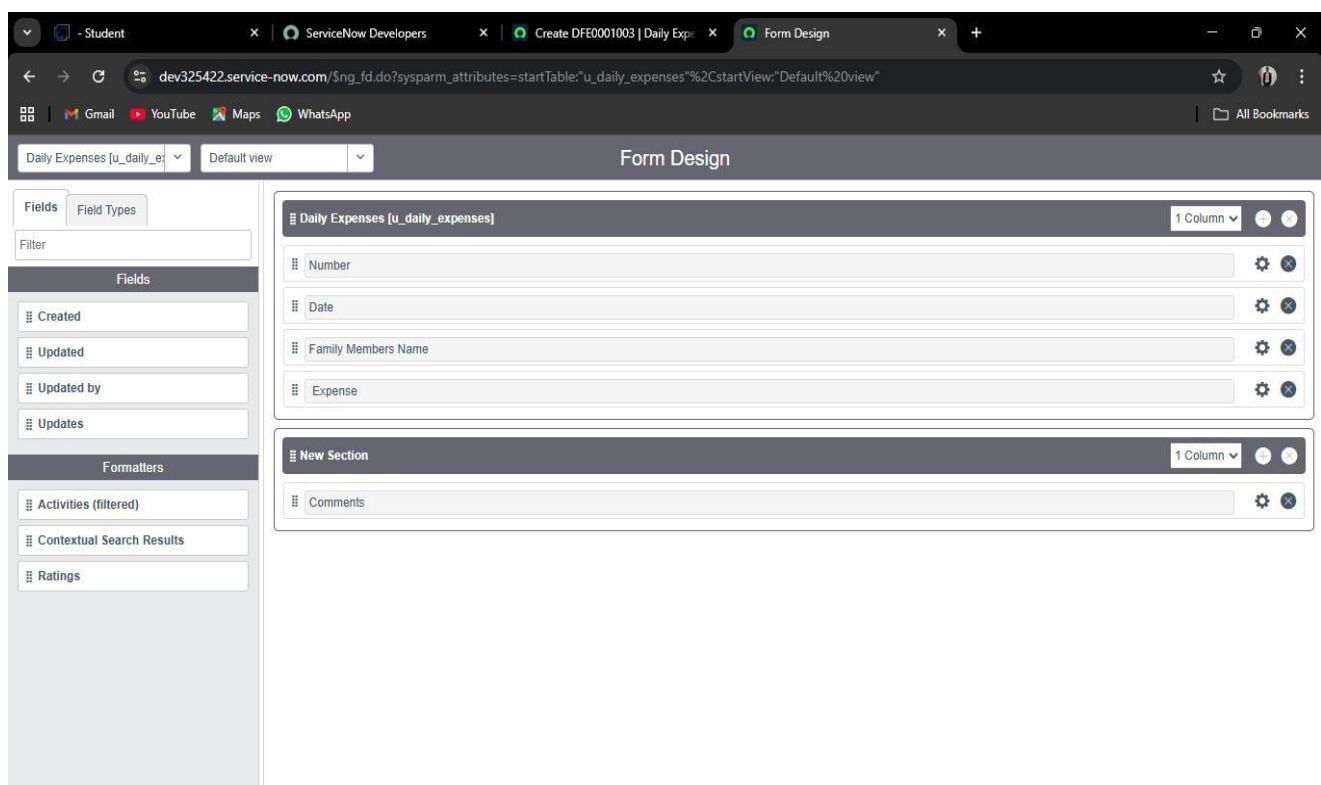 - Student
ServiceNow Developers
Create DFE0001003 | Daily Expe
Form Design
dev325422.service-now.com/$ng_fd.do?sysparm_attributes=startTable:"u_daily_expenses"%2CstartView:"Default%20view"
Gmail YouTube Maps WhatsApp All Bookmarks
Daily Expenses [u_daily_e Default view Form Design
Fields Field Types
Filter
Fields
Created
Updated
Updated by
Updates
Formatters
Activities (filtered)
Contextual Search Results
Ratings
Daily Expenses [u_daily_expenses] 1 Column
Number
Date
Family Members Name
Expense
New Section 1 Column
Comments